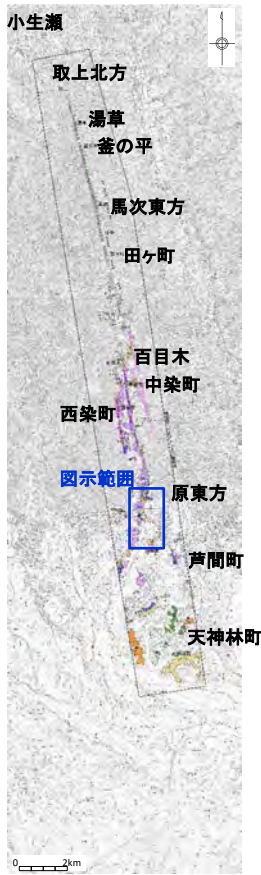 小生瀬
取上北方
湯草
釜の平
馬次東方
田ヶ町
百目木
中染町
西染町
図示範囲
原東方
芦間町
天神林町
0
2km